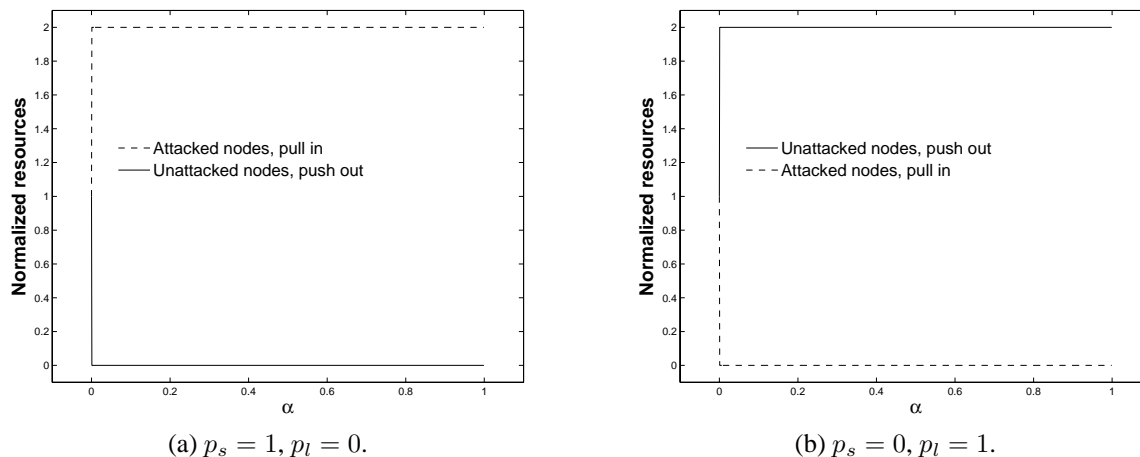 2
1.8
1.6
1.4
1.2
1
0.8
0.6
0.4
0.2
0
Normalized resources
Attacked nodes, pull in
Unattacked nodes, push out
0 0.2 0.4 0.6 0.8 1
α
(a) p_s = 1, p_l = 0.
2
1.8
1.6
1.4
1.2
1
0.8
0.6
0.4
0.2
0
Normalized resources
Unattacked nodes, push out
Attacked nodes, pull in
0 0.2 0.4 0.6 0.8 1
α
(b) p_s = 0, p_l = 1.